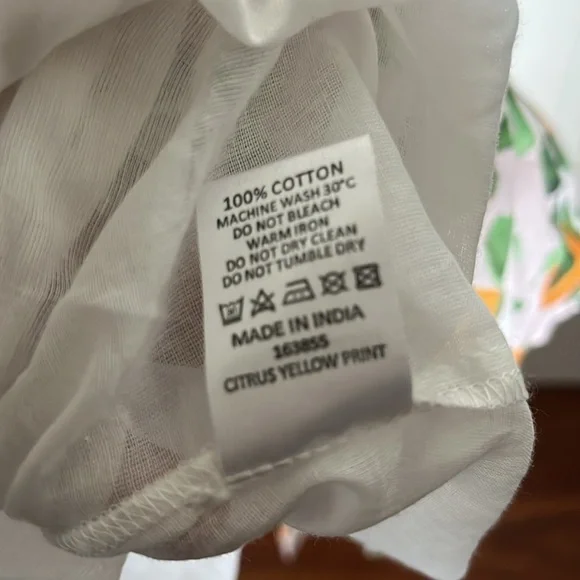 100% COTTON
MACHINE WASH 30°C
DO NOT BLEACH
WARM IRON
DO NOT DRY CLEAN
DO NOT TUMBLE DRY
MADE IN INDIA
163855
CITRUS YELLOW PRINT